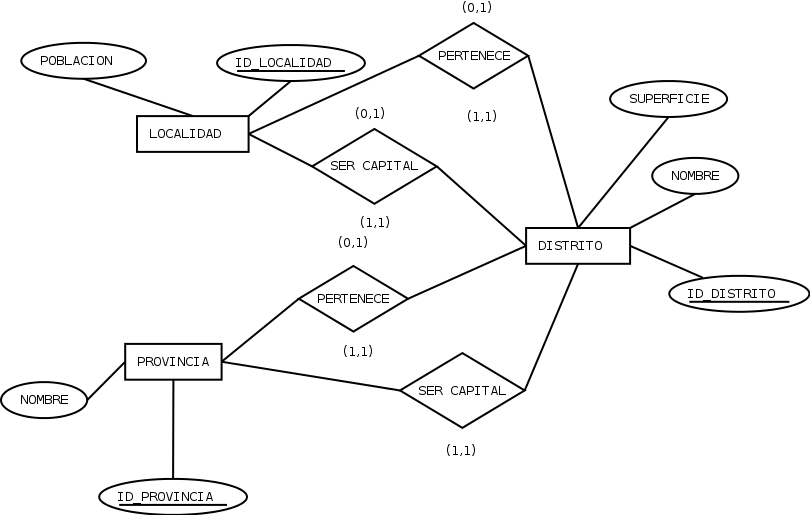 (0,1)
PERTENECE
POBLACION
ID_LOCALIDAD
SUPERFICIE
(0,1)
(1,1)
LOCALIDAD
SER CAPITAL
NOMBRE
(1,1)
(0,1)
DISTRITO
PERTENECE
ID_DISTRITO
(1,1)
PROVINCIA
SER CAPITAL
NOMBRE
(1,1)
ID_PROVINCIA